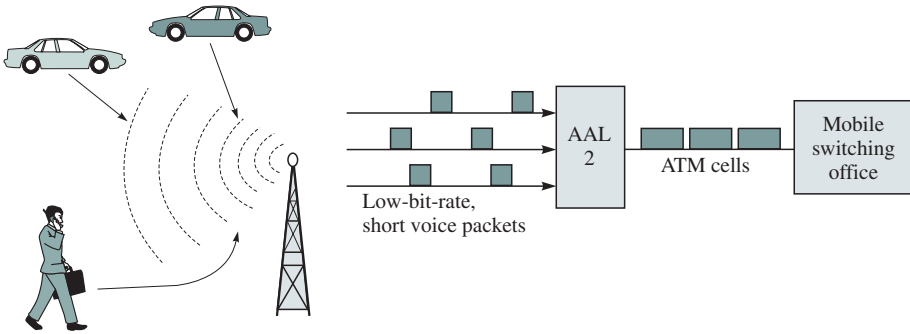 AAL
2
Low-bit-rate,
short voice packets
ATM cells
Mobile
switching
office